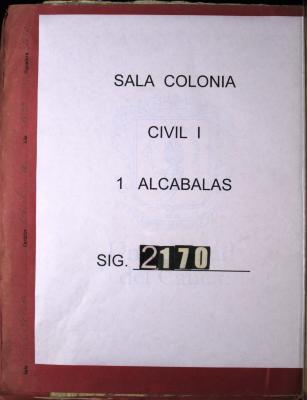 SALA COLONIA
CIVIL I
1 ALCABALAS
SIG. 2170